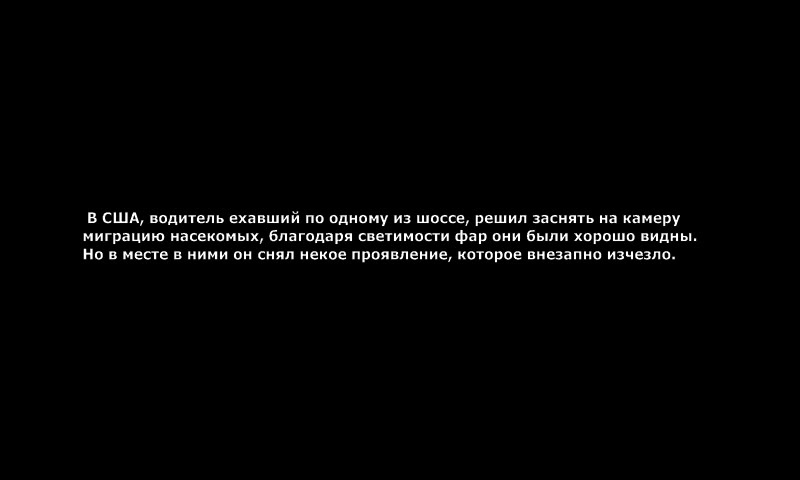 В США, водитель ехавший по одному из шоссе, решил заснять на камеру
миграцию насекомых, благодаря светимости фар они были хорошо видны.
Но в месте в ними он снял некое проявление, которое внезапно изчезло.